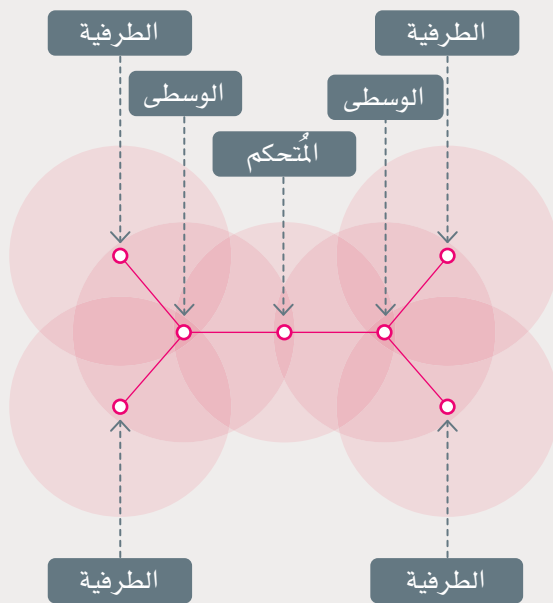 الطرفية
الطرفية
الوسطى
الوسطى
المُتحكم
الطرفية
الطرفية